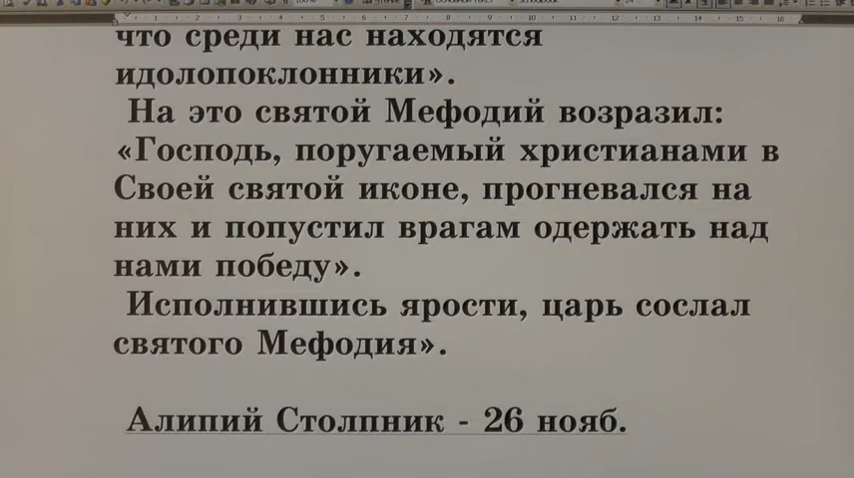 что среди нас находятся
идолопоклонники».
На это святой Мефодий возразил:
«Господь, поругаемый христианами в
Своей святой иконе, прогневался на
них и попустил врагам одержать над
нами победу».
Исполнившись ярости, царь сослал
святого Мефодия».
Алипий Столпник - 26 нояб.